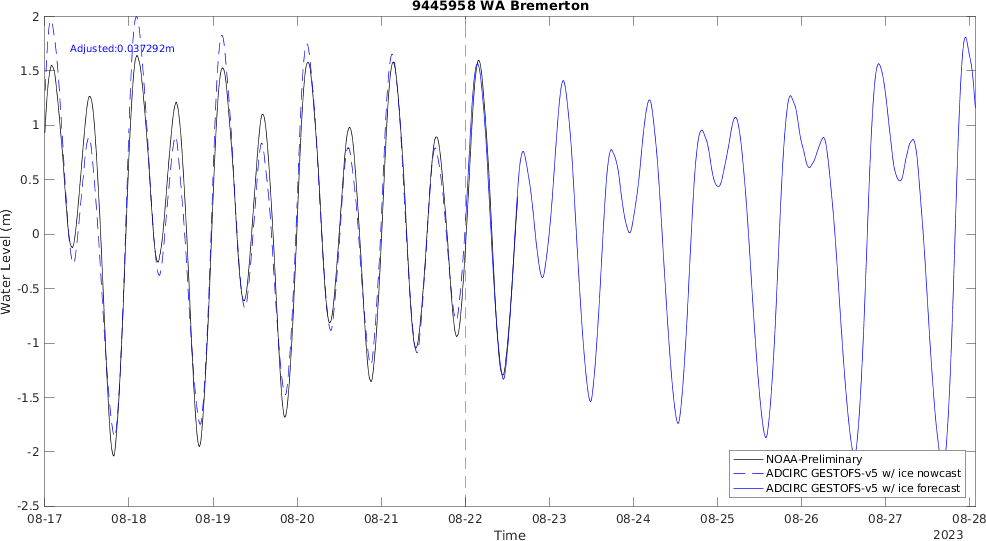 9445958 WA Bremerton
Adjusted:0.037292m
2
1.5
1
0.5
0
-0.5
-1
-1.5
-2
-2.5
Water Level (m)
NOAA-Preliminary
ADCIRC GESTOFS-v5 w/ ice nowcast
ADCIRC GESTOFS-v5 w/ ice forecast
08-17 08-18 08-19 08-20 08-21 08-22 08-23 08-24 08-25 08-26 08-27 08-28
Time
2023